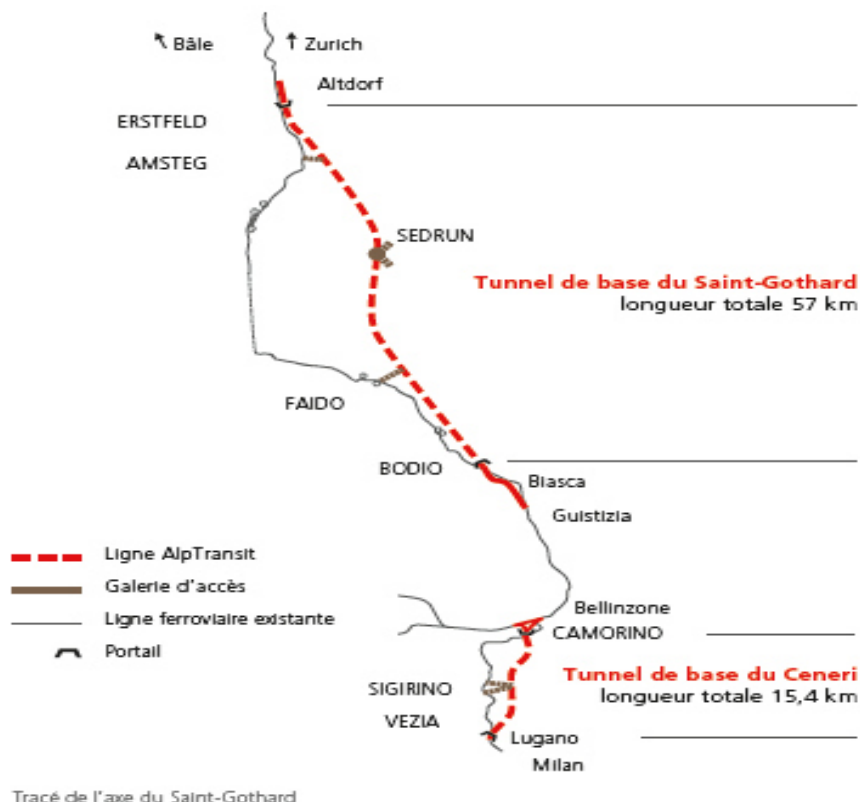 Bâle
Zurich
Altdorf
ERSTFELD
AMSTEG
SEDRUN
Tunnel de base du Saint-Gothard
longueur totale 57 km
FAIDO
BODIO
Biasca
Guistizia
Ligne AlpTransit
Galerie d'accès
Ligne ferroviaire existante
Portail
Bellinzone
CAMORINO
Tunnel de base du Ceneri
longueur totale 15,4 km
SIGIRINO
VEZIA
Lugano
Milan
Tracé de l'axe du Saint-Gothard